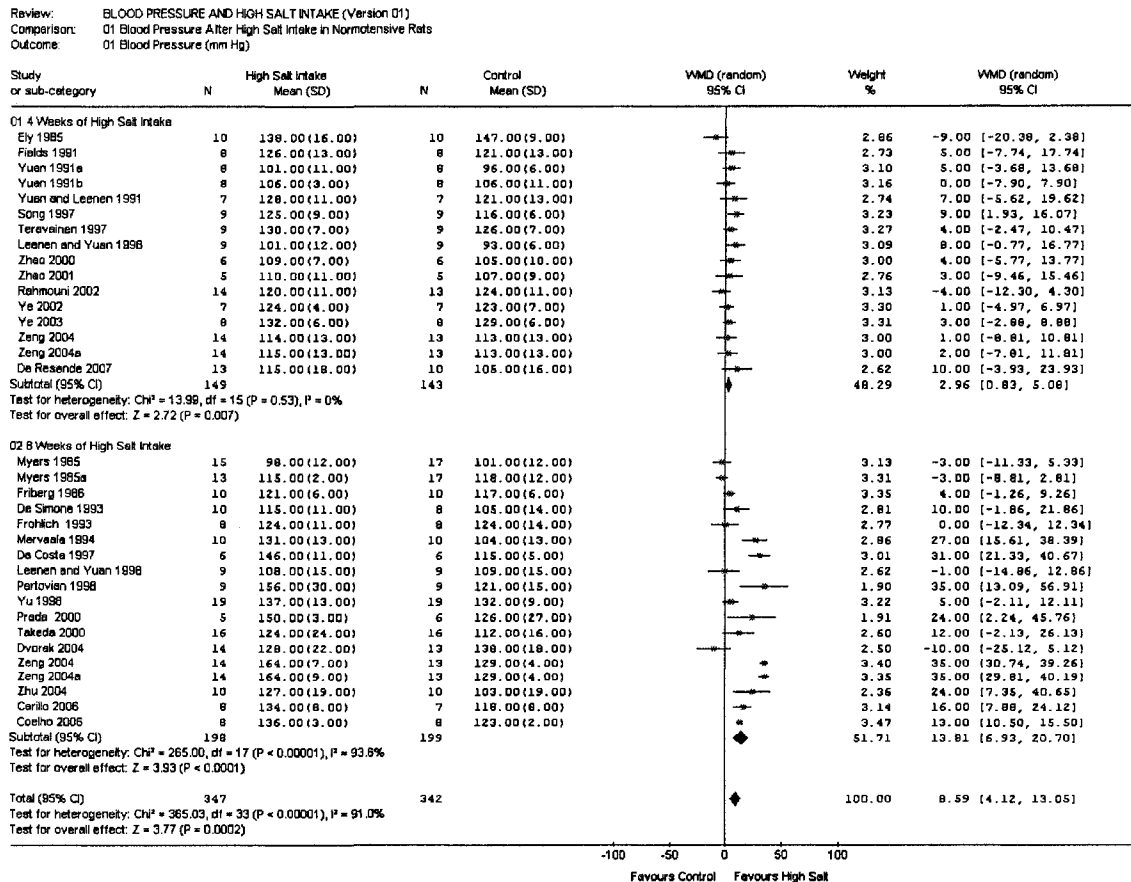 Review: BLOOD PRESSURE AND HIGH SALT INTAKE (Version 01)
Comparison: 01 Blood Pressure After High Salt Intake in Normotensive Rats
Outcome: 01 Blood Pressure (mm Hg)
Study High Salt Intake Control WMD (random) Weight WMD (random)
or sub-category N Mean (SD) N Mean (SD) 95% CI % 95% CI
01 4 Weeks of High Salt Intake
Ely 1985 10 138.00(16.00) 10 147.00(9.00) 2.86 -9.00 [-20.38, 2.38]
Fields 1991 8 126.00(13.00) 8 121.00(13.00) 2.73 5.00 [-7.74, 17.74]
Yuan 1991a 8 101.00(11.00) 8 96.00(6.00) 3.10 5.00 [-3.68, 13.68]
Yuan 1991b 8 106.00(3.00) 8 106.00(11.00) 3.16 0.00 [-7.90, 7.90]
Yuan and Leenen 1991 7 128.00(11.00) 7 121.00(13.00) 2.74 7.00 [-5.62, 19.62]
Song 1997 9 125.00(9.00) 9 116.00(6.00) 3.23 9.00 [1.93, 16.07]
Teravainen 1997 9 130.00(7.00) 9 126.00(7.00) 3.27 4.00 [-2.47, 10.47]
Leenen and Yuan 1998 9 101.00(12.00) 9 93.00(6.00) 3.09 8.00 [-0.77, 16.77]
Zhao 2000 6 109.00(7.00) 6 105.00(10.00) 3.00 4.00 [-5.77, 13.77]
Zhao 2001 5 110.00(11.00) 5 107.00(9.00) 2.76 3.00 [-9.46, 15.46]
Rahmouni 2002 14 120.00(11.00) 13 124.00(11.00) 3.13 -4.00 [-12.30, 4.30]
Ye 2002 7 124.00(4.00) 7 123.00(7.00) 3.30 1.00 [-4.97, 6.97]
Ye 2003 8 132.00(6.00) 8 129.00(6.00) 3.31 3.00 [-2.88, 8.88]
Zeng 2004 14 114.00(13.00) 13 113.00(13.00) 3.00 1.00 [-8.81, 10.81]
Zeng 2004a 14 115.00(13.00) 13 113.00(13.00) 3.00 2.00 [-7.81, 11.81]
De Resende 2007 13 115.00(18.00) 10 105.00(16.00) 2.62 10.00 [-3.93, 23.93]
Subtotal (95% CI) 149 143 48.29 2.96 [0.83, 5.08]
Test for heterogeneity: Chi² = 13.99, df = 15 (P = 0.53), I² = 0%
Test for overall effect: Z = 2.72 (P = 0.007)
02 8 Weeks of High Salt Intake
Myers 1985 15 98.00(12.00) 17 101.00(12.00) 3.13 -3.00 [-11.33, 5.33]
Myers 1985a 13 115.00(2.00) 17 118.00(12.00) 3.31 -3.00 [-8.81, 2.81]
Friberg 1986 10 121.00(6.00) 10 117.00(6.00) 3.35 4.00 [-1.26, 9.26]
De Simone 1993 10 115.00(11.00) 8 105.00(14.00) 2.81 10.00 [-1.86, 21.86]
Frohlich 1993 8 124.00(11.00) 8 124.00(14.00) 2.77 0.00 [-12.34, 12.34]
Mervaala 1994 10 131.00(13.00) 10 104.00(13.00) 2.86 27.00 [15.61, 38.39]
Da Costa 1997 6 146.00(11.00) 6 115.00(5.00) 3.01 31.00 [21.33, 40.67]
Leenen and Yuan 1998 9 108.00(15.00) 9 109.00(15.00) 2.62 -1.00 [-14.86, 12.86]
Partovian 1998 9 156.00(30.00) 9 121.00(15.00) 1.90 35.00 [13.09, 56.91]
Yu 1998 19 137.00(13.00) 19 132.00(9.00) 3.22 5.00 [-2.11, 12.11]
Prada 2000 5 150.00(3.00) 6 126.00(27.00) 1.91 24.00 [2.24, 45.76]
Takeda 2000 16 124.00(24.00) 16 112.00(16.00) 2.60 12.00 [-2.13, 26.13]
Dvorak 2004 14 128.00(22.00) 13 138.00(18.00) 2.50 -10.00 [-25.12, 5.12]
Zeng 2004 14 164.00(7.00) 13 129.00(4.00) 3.40 35.00 [30.74, 39.26]
Zeng 2004a 14 164.00(9.00) 13 129.00(4.00) 3.35 35.00 [29.81, 40.19]
Zhu 2004 10 127.00(19.00) 10 103.00(19.00) 2.36 24.00 [7.35, 40.65]
Carillo 2006 8 134.00(8.00) 7 118.00(8.00) 3.14 16.00 [7.88, 24.12]
Coelho 2006 8 136.00(3.00) 8 123.00(2.00) 3.47 13.00 [10.50, 15.50]
Subtotal (95% CI) 198 199 51.71 13.81 [6.93, 20.70]
Test for heterogeneity: Chi² = 265.00, df = 17 (P < 0.00001), I² = 93.6%
Test for overall effect: Z = 3.93 (P < 0.0001)
Total (95% CI) 347 342 100.00 8.59 [4.12, 13.05]
Test for heterogeneity: Chi² = 365.03, df = 33 (P < 0.00001), I² = 91.0%
Test for overall effect: Z = 3.77 (P = 0.0002)
-100 -50 0 50 100
Favours Control Favours High Salt